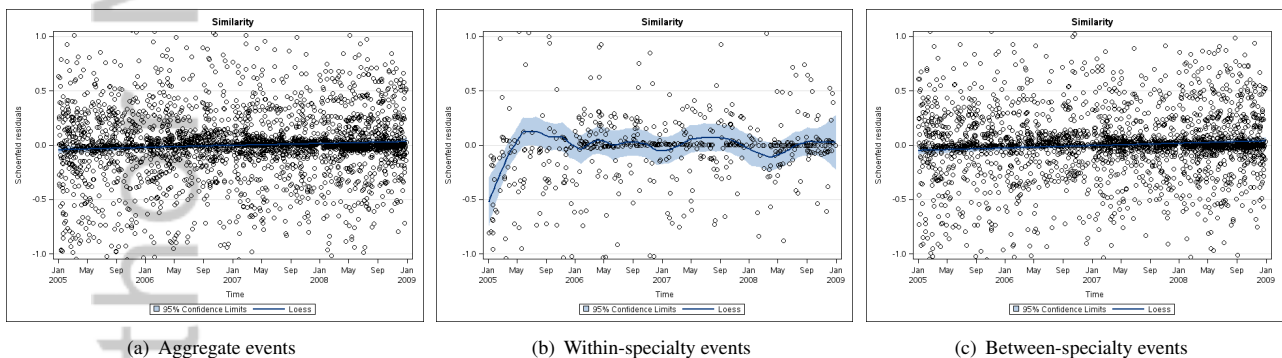 Similarity
1.0
0.5
0.0
-0.5
-1.0
Schoenfeld residuals
Jan 2005
May
Sep
Jan 2006
May
Sep
Jan 2007
May
Sep
Jan 2008
May
Sep
Jan 2009
Time
95% Confidence Limits
Loess
(a) Aggregate events
Similarity
1.0
0.5
0.0
-0.5
-1.0
Schoenfeld residuals
Jan 2005
May
Sep
Jan 2006
May
Sep
Jan 2007
May
Sep
Jan 2008
May
Sep
Jan 2009
Time
95% Confidence Limits
Loess
(b) Within-specialty events
Similarity
1.0
0.5
0.0
-0.5
-1.0
Schoenfeld residuals
Jan 2005
May
Sep
Jan 2006
May
Sep
Jan 2007
May
Sep
Jan 2008
May
Sep
Jan 2009
Time
95% Confidence Limits
Loess
(c) Between-specialty events